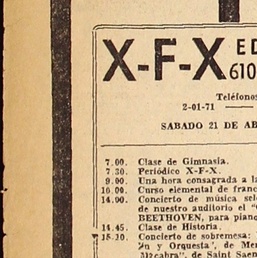 X-F-X ED
610
Teléfonos
2-01-71
SABADO 21 DE AB
7.00. Clase de Gimnasia.
7.30 Periódico X-F-X.
9.00. Una hora consagrada a la
10.00. Curso elemental de franc
14.00. Concierto de música sele
de nuestro auditorio el "
BEETHOVEN, para piano
14.45. Clase de Historia.
15.30. Concierto de sobremesa:
y Orquesta', de Me
Macabra", de Saint Saen